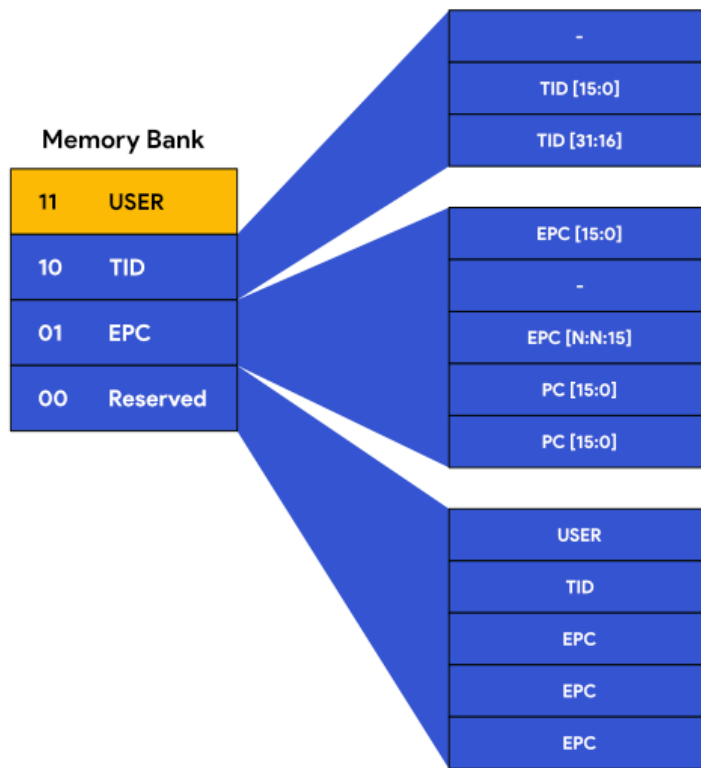 Memory Bank
11 USER
10 TID
01 EPC
00 Reserved
-
TID [15:0]
TID [31:16]
EPC [15:0]
-
EPC [N:N:15]
PC [15:0]
PC [15:0]
USER
TID
EPC
EPC
EPC